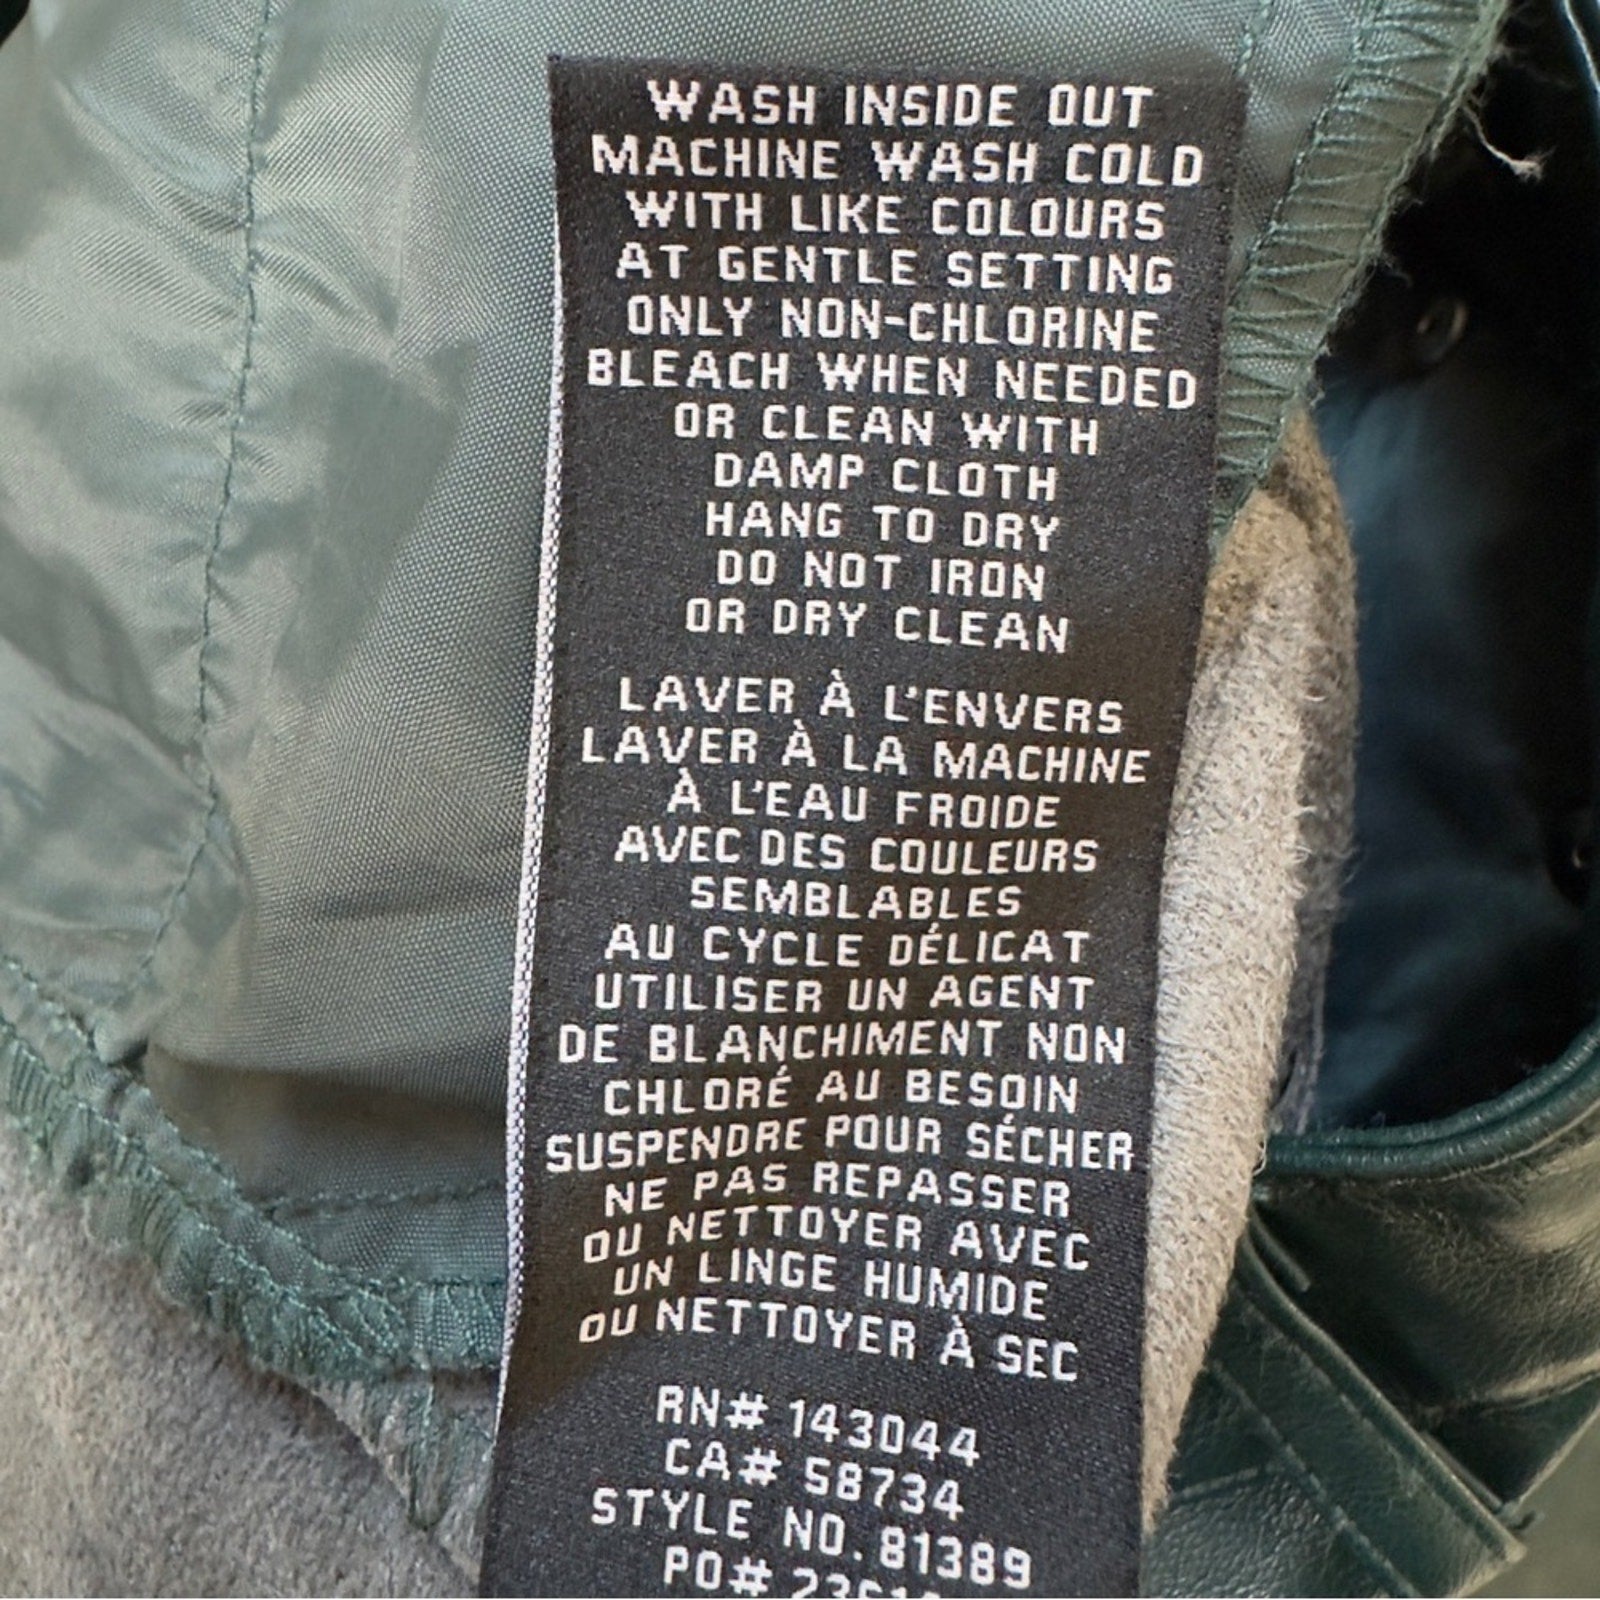 WASH INSIDE OUT
MACHINE WASH COLD
WITH LIKE COLOURS
AT GENTLE SETTING
ONLY NON-CHLORINE
BLEACH WHEN NEEDED
OR CLEAN WITH
DAMP CLOTH
HANG TO DRY
DO NOT IRON
OR DRY CLEAN
LAVER À L'ENVERS
LAVER À LA MACHINE
À L'EAU FROIDE
AVEC DES COULEURS
SEMBLABLES
AU CYCLE DÉLICAT
UTILISER UN AGENT
DE BLANCHIMENT NON
CHLORÉ AU BESOIN
SUSPENDRE POUR SÉCHER
NE PAS REPASSER
OU NETTOYER AVEC
UN LINGE HUMIDE
OU NETTOYER À SEC
RN# 143044
CA# 58734
STYLE NO. 81389
PO#